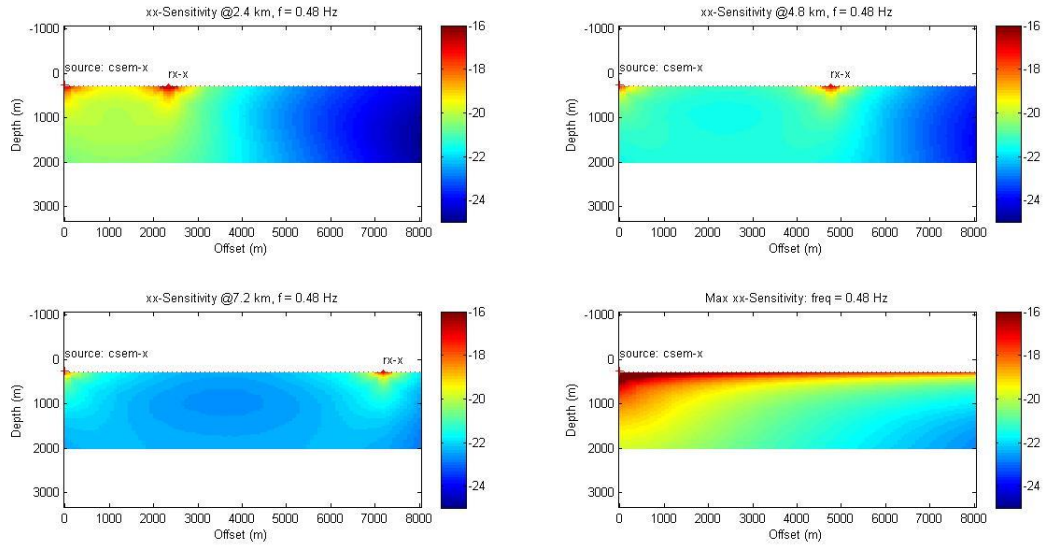 xx-Sensitivity @2.4 km, f = 0.48 Hz
-1000
0
1000
2000
3000
Depth (m)
source: csem-x
rx-x
0 1000 2000 3000 4000 5000 6000 7000 8000
Offset (m)
-16
-18
-20
-22
-24
xx-Sensitivity @4.8 km, f = 0.48 Hz
-1000
0
1000
2000
3000
Depth (m)
source: csem-x
rx-x
0 1000 2000 3000 4000 5000 6000 7000 8000
Offset (m)
-16
-18
-20
-22
-24
xx-Sensitivity @7.2 km, f = 0.48 Hz
-1000
0
1000
2000
3000
Depth (m)
source: csem-x
rx-x
0 1000 2000 3000 4000 5000 6000 7000 8000
Offset (m)
-16
-18
-20
-22
-24
Max xx-Sensitivity: freq = 0.48 Hz
-1000
0
1000
2000
3000
Depth (m)
source: csem-x
0 1000 2000 3000 4000 5000 6000 7000 8000
Offset (m)
-16
-18
-20
-22
-24